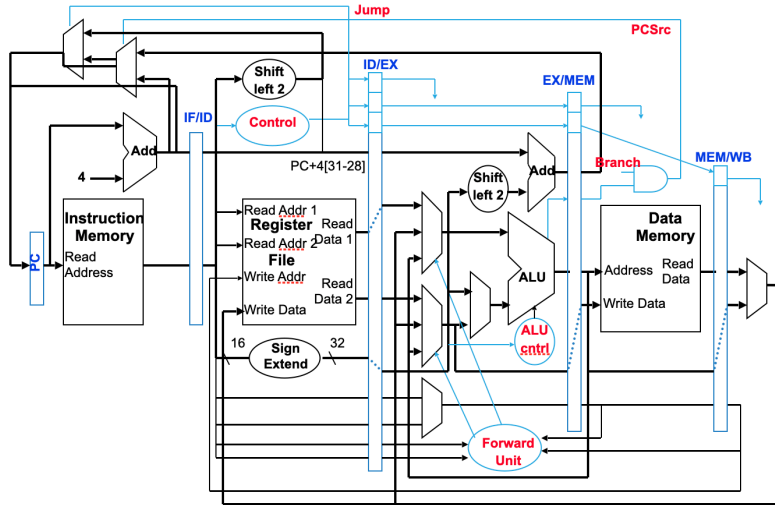 Jump
PCSrc
ID/EX
EX/MEM
Shift
left 2
IF/ID
Control
Add
PC+4[31-28]
Branch
MEM/WB
4
Add
Shift
left 2
Instruction
Memory
Read Addr 1
Register
Read
Data 1
Read Addr 2
File
Data
Memory
PC
Read
Address
Write Addr
Read
Data 2
ALU
Address
Read
Data
Write Data
Write Data
16
Sign
Extend
32
ALU
cntrl
Forward
Unit